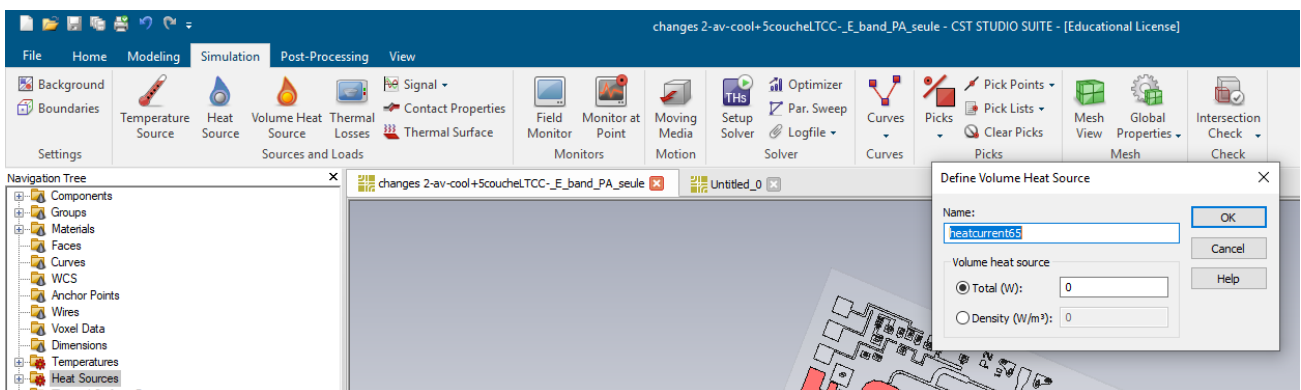 changes 2-av-cool+5coucheLTCC-_E_band_PA_seule - CST STUDIO SUITE - [Educational License]
File Home Modeling Simulation Post-Processing View
Background
Boundaries
Settings
Temperature Source
Heat Source
Volume Heat Source
Thermal Losses
Signal
Contact Properties
Thermal Surface
Sources and Loads
Field Monitor
Monitor at Point
Monitors
Moving Media
Motion
THs
Setup Solver
Optimizer
Par. Sweep
Logfile
Solver
Curves
Curves
Picks
Pick Points
Pick Lists
Clear Picks
Picks
Mesh View
Global Properties
Mesh
Intersection Check
Check
Navigation Tree
Components
Groups
Materials
Faces
Curves
WCS
Anchor Points
Wires
Voxel Data
Dimensions
Temperatures
Heat Sources
changes 2-av-cool+5coucheLTCC-_E_band_PA_seule
Untitled_0
Define Volume Heat Source
Name:
heatcurrent65
Volume heat source
Total (W): 0
Density (W/m³): 0
OK
Cancel
Help